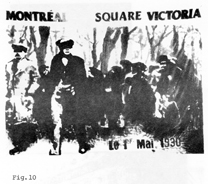 MONTRÉAL SQUARE VICTORIA
Le 1er Mai 1930
Fig.10